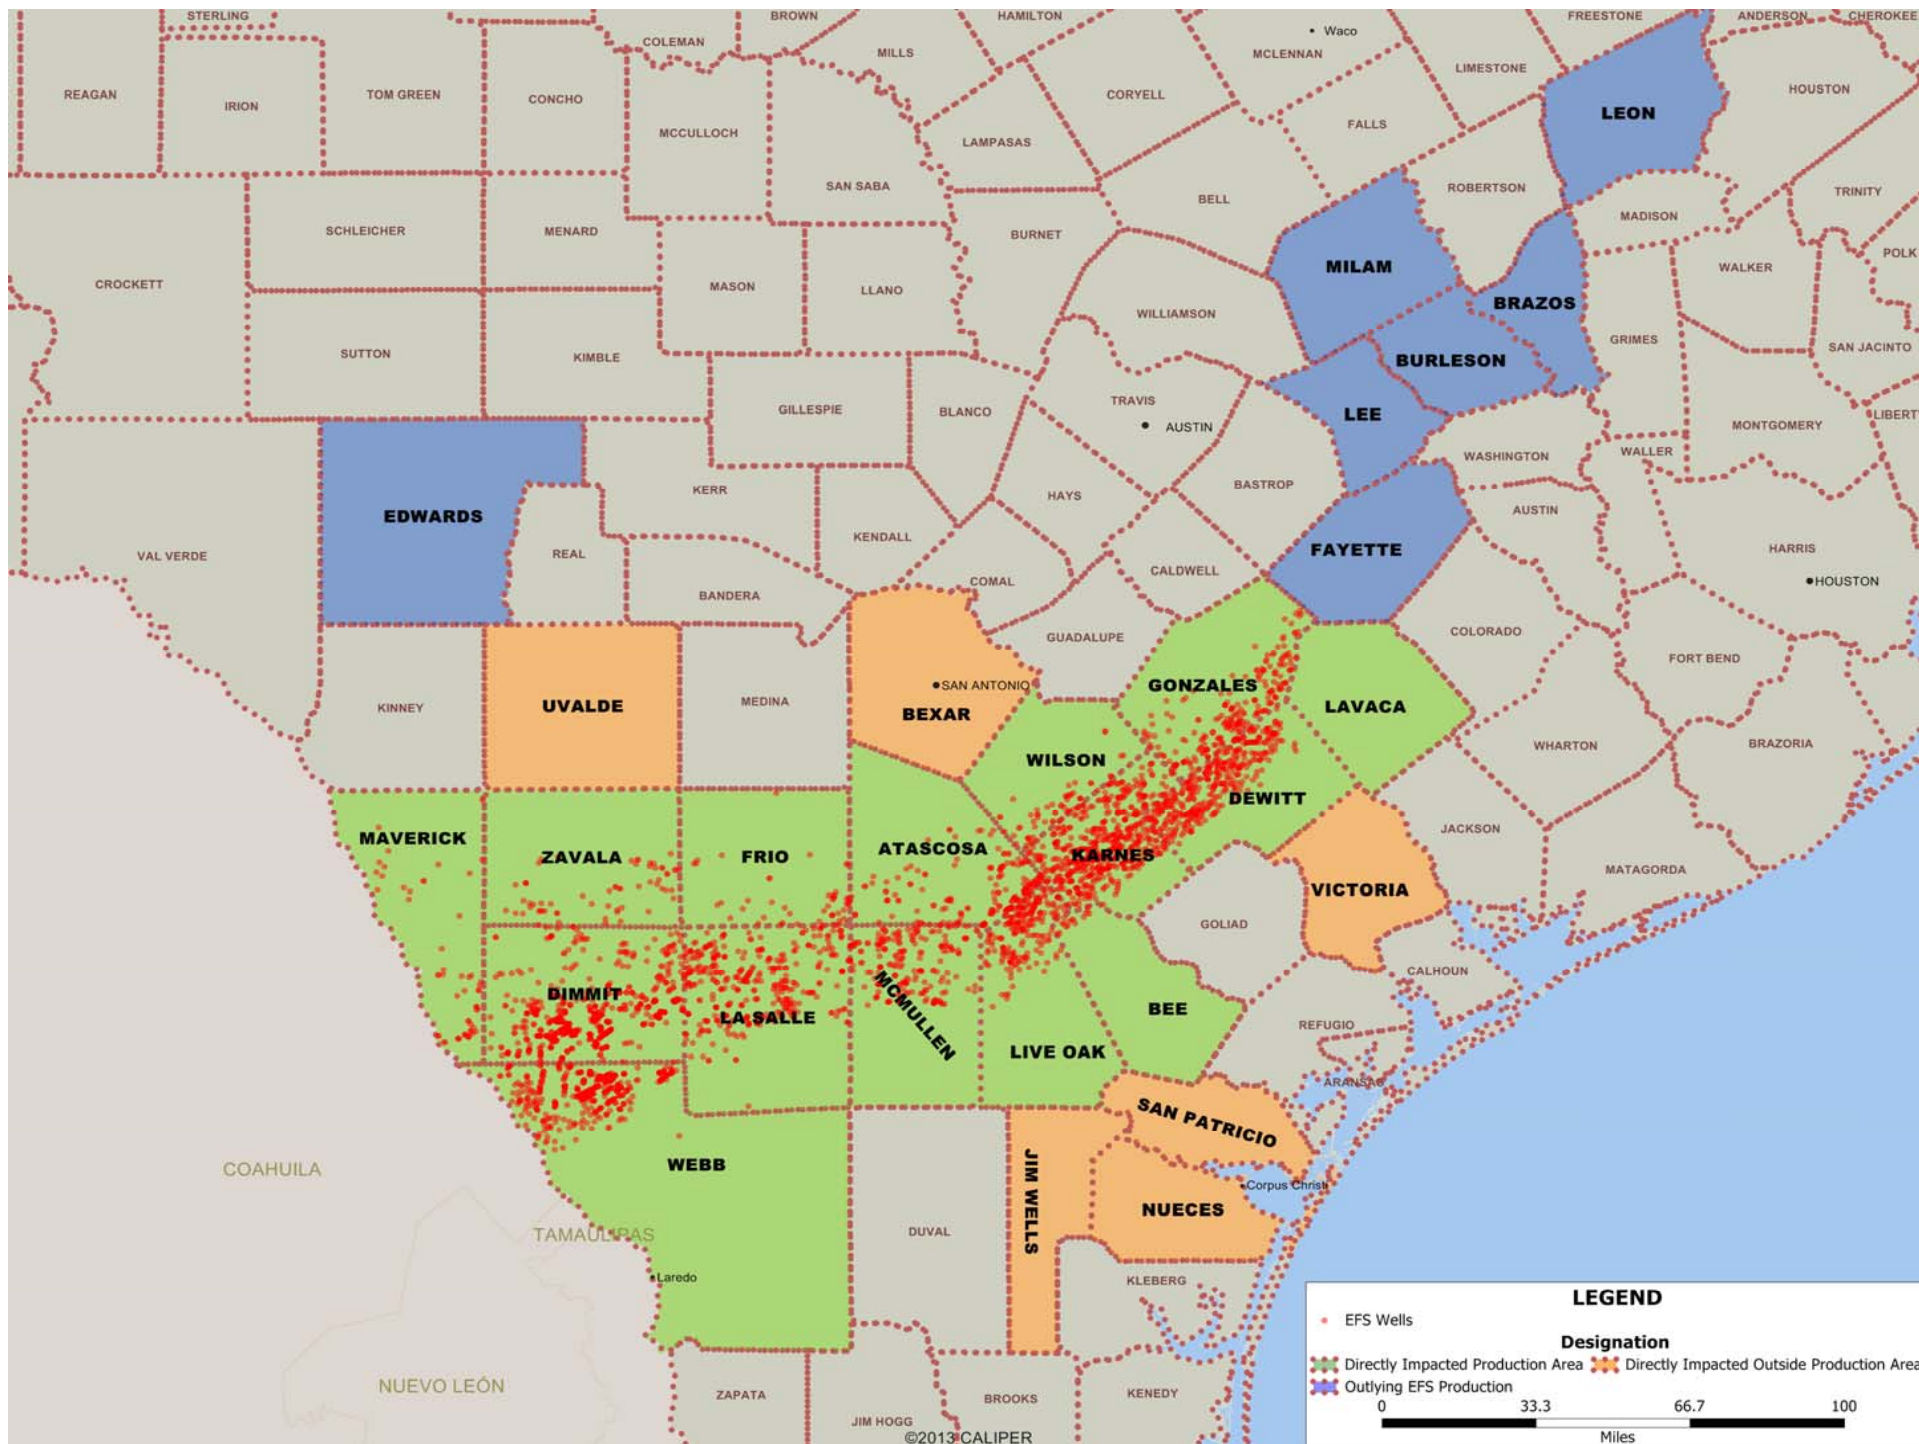 STERLING
BROWN
HAMILTON
FREESTONE
ANDERSON
CHEROKEE
COLEMAN
MILLS
Waco
MCLENNAN
LIMESTONE
REAGAN
IRION
TOM GREEN
CONCHO
CORYELL
HOUSTON
LEON
MCCULLOCH
LAMPASAS
FALLS
SAN SABA
BELL
ROBERTSON
TRINITY
MADISON
SCHLEICHER
MENARD
BURNET
POLK
CROCKETT
MASON
LLANO
MILAM
WALKER
BRAZOS
WILLIAMSON
SUTTON
KIMBLE
BURLESON
GRIMES
SAN JACINTO
GILLESPIE
BLANCO
TRAVIS
LEE
LIBERT
AUSTIN
MONTGOMERY
WASHINGTON
WALLER
KERR
HAYS
BASTROP
EDWARDS
AUSTIN
VAL VERDE
REAL
KENDALL
FAYETTE
HARRIS
COMAL
CALDWELL
HOUSTON
BANDERA
GUADALUPE
COLORADO
FORT BEND
KINNEY
UVALDE
MEDINA
SAN ANTONIO
BEXAR
GONZALES
LAVACA
WILSON
WHARTON
BRAZORIA
DEWITT
MAVERICK
ZAVALA
FRIO
ATASCOSA
KARNES
JACKSON
MATAGORDA
VICTORIA
GOLIAD
CALHOUN
DIMMIT
LA SALLE
MCMULLEN
BEE
REFUGIO
LIVE OAK
ARANSAS
SAN PATRICIO
COAHUILA
WEBB
JIM WELLS
Corpus Christi
NUECES
TAMAULIPAS
DUVAL
Laredo
KLEBERG
NUEVO LEÓN
ZAPATA
JIM HOGG
BROOKS
KENEDY
©2013 CALIPER
LEGEND
EFS Wells
Designation
Directly Impacted Production Area Directly Impacted Outside Production Area
Outlying EFS Production
0 33.3 66.7 100
Miles